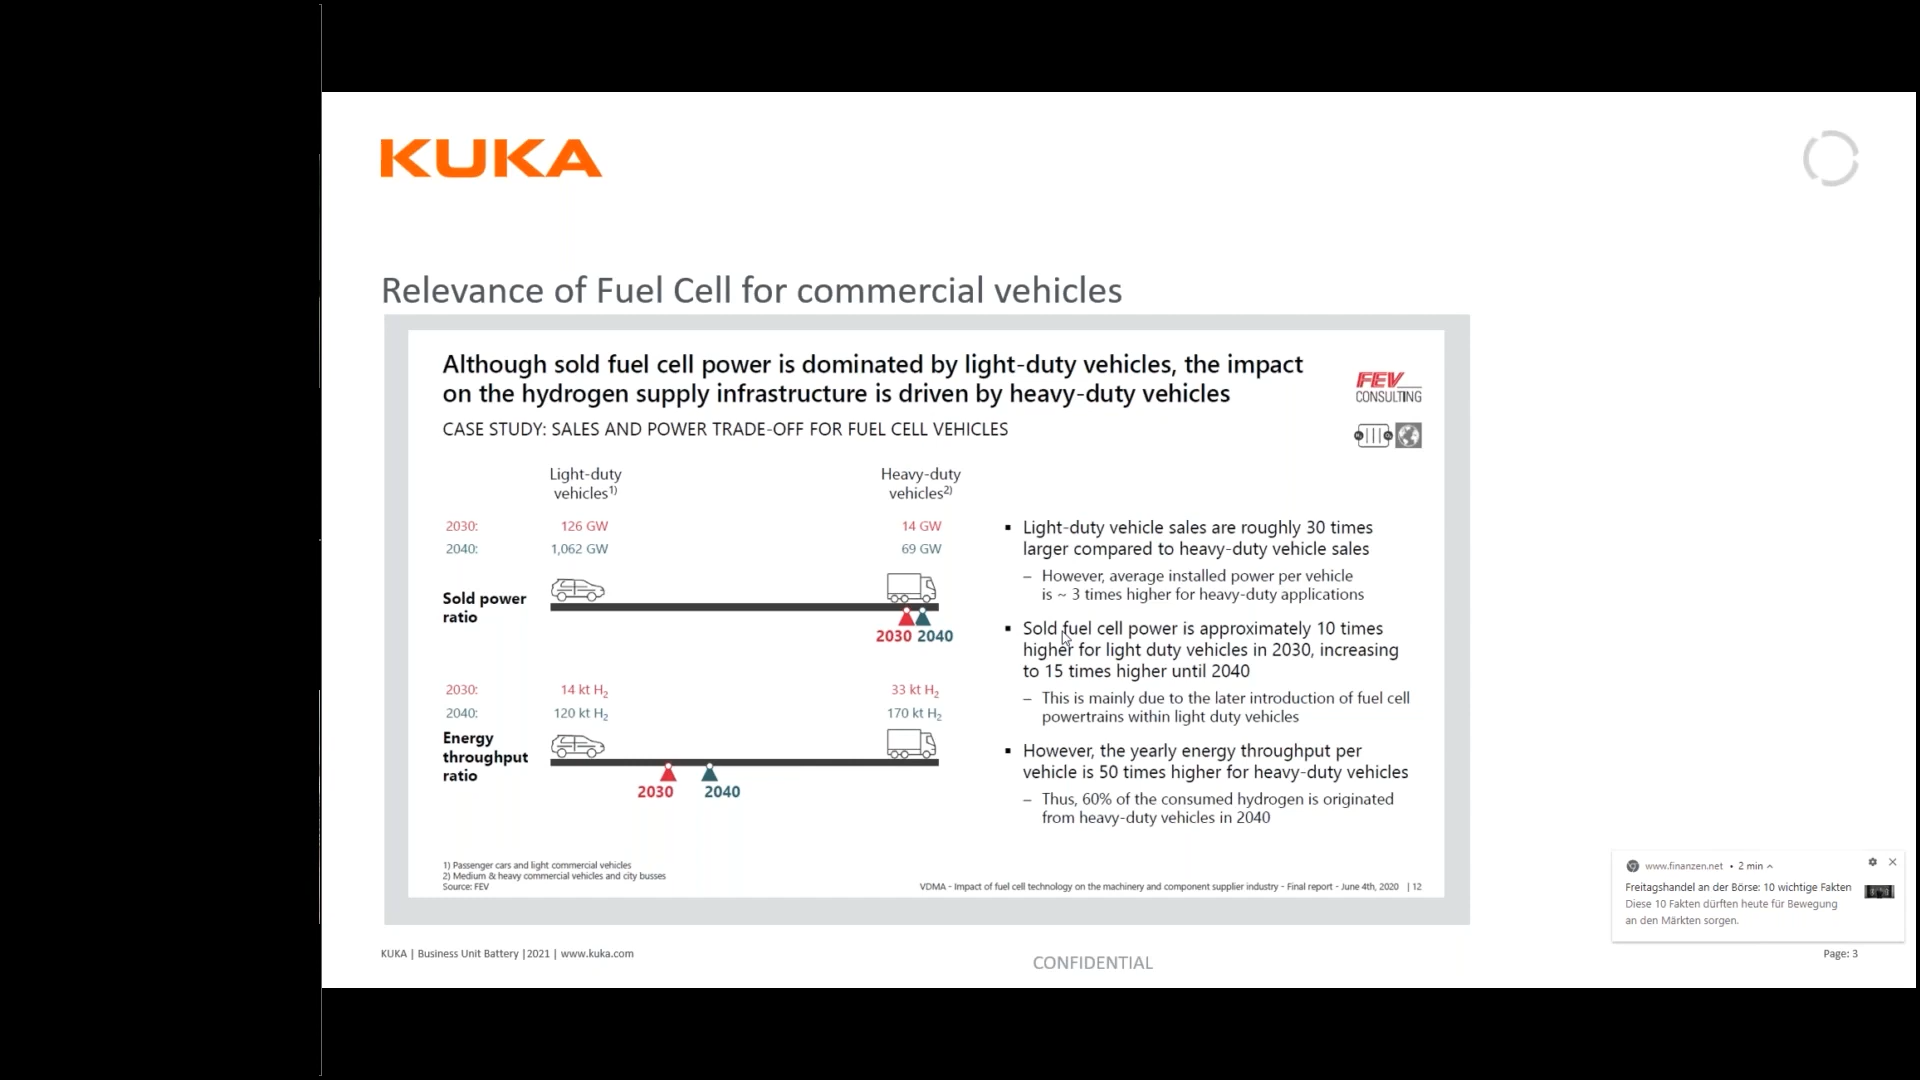 KUKA
Relevance of Fuel Cell for commercial vehicles
Although sold fuel cell power is dominated by light-duty vehicles, the impact
on the hydrogen supply infrastructure is driven by heavy-duty vehicles
FEV
CONSULTING
CASE STUDY: SALES AND POWER TRADE-OFF FOR FUEL CELL VEHICLES
Light-duty
vehicles1)
Heavy-duty
vehicles2)
2030: 126 GW 14 GW
2040: 1,062 GW 69 GW
Sold power
ratio
2030 2040
2030: 14 kt H2 33 kt H2
2040: 120 kt H2 170 kt H2
Energy
throughput
ratio
2030 2040
▪ Light-duty vehicle sales are roughly 30 times
larger compared to heavy-duty vehicle sales
– However, average installed power per vehicle
is ~ 3 times higher for heavy-duty applications
▪ Sold fuel cell power is approximately 10 times
higher for light duty vehicles in 2030, increasing
to 15 times higher until 2040
– This is mainly due to the later introduction of fuel cell
powertrains within light duty vehicles
▪ However, the yearly energy throughput per
vehicle is 50 times higher for heavy-duty vehicles
– Thus, 60% of the consumed hydrogen is originated
from heavy-duty vehicles in 2040
1) Passenger cars and light commercial vehicles
2) Medium & heavy commercial vehicles and city busses
Source: FEV
VDMA - Impact of fuel cell technology on the machinery and component supplier industry - Final report - June 4th, 2020 | 12
www.finanzen.net • 2 min
Freitagshandel an der Börse: 10 wichtige Fakten
Diese 10 Fakten dürften heute für Bewegung
an den Märkten sorgen.
KUKA | Business Unit Battery |2021 | www.kuka.com
CONFIDENTIAL
Page: 3